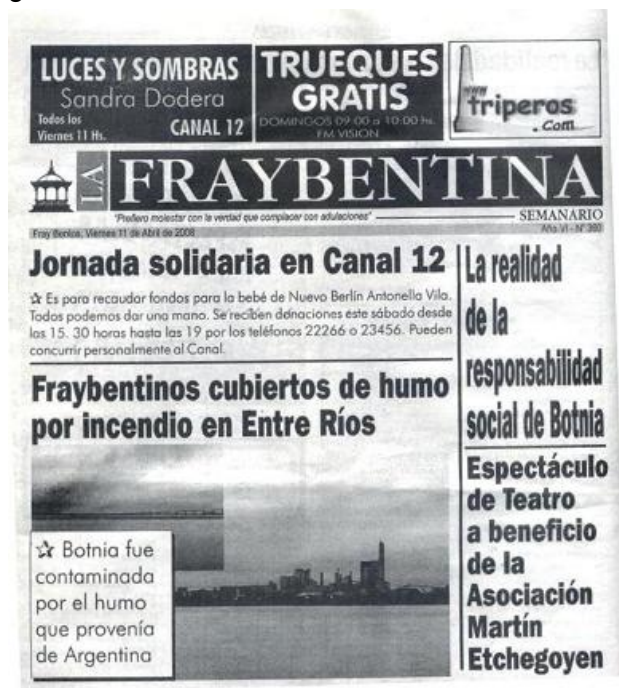 LUCES Y SOMBRAS
Sandra Dodera
Todos los
Viernes 11 Hs.
CANAL 12
TRUEQUES
GRATIS
DOMINGOS 09:00 a 10:00 hs.
FM VISION
www
triperos
.Com
LA
FRAYBENTINA
"Prefiero molestar con la verdad que complacer con adulaciones"
SEMANARIO
Fray Bentos, Viernes 11 de Abril de 2008
Año VI - N° 360
Jornada solidaria en Canal 12
Es para recaudar fondos para la bebé de Nuevo Berlín Antonella Vila.
Todos podemos dar una mano. Se reciben donaciones este sábado desde
las 15. 30 horas hasta las 19 por los teléfonos 22266 o 23456. Pueden
concurrir personalmente al Canal.
Fraybentinos cubiertos de humo
por incendio en Entre Ríos
Botnia fue
contaminada
por el humo
que provenía
de Argentina
La realidad
de la
responsabilidad
social de Botnia
Espectáculo
de Teatro
a beneficio
de la
Asociación
Martín
Etchegoyen